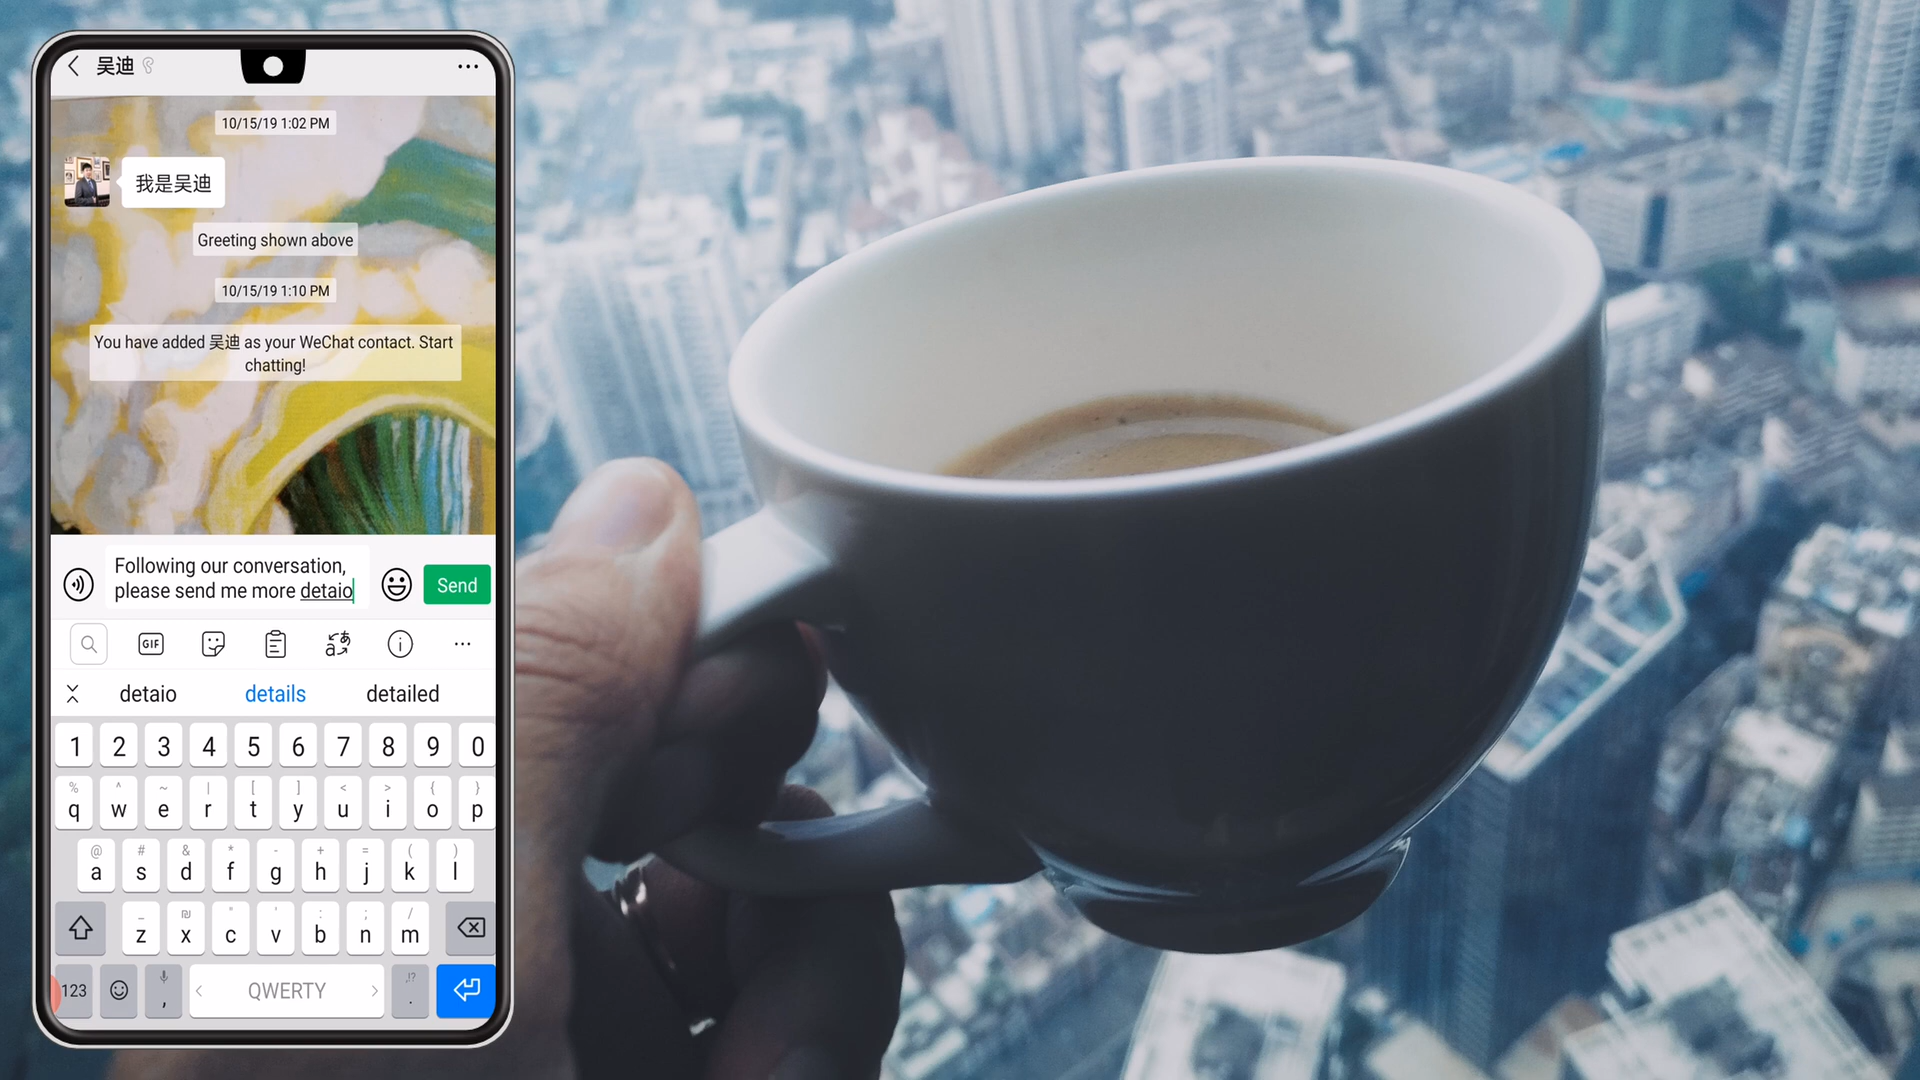 吴迪
10/15/19 1:02 PM
我是吴迪
Greeting shown above
10/15/19 1:10 PM
You have added 吴迪 as your WeChat contact. Start
chatting!
Following our conversation,
please send me more detaio
Send
GIF
aあ
detaio details detailed
1 2 3 4 5 6 7 8 9 0
% ^ ~ | [ ] < > { }
q w e r t y u i o p
@ # & * - + = ( )
a s d f g h j k l
_ ₪ " ' : ; /
z x c v b n m
123 , < QWERTY > ,!? .